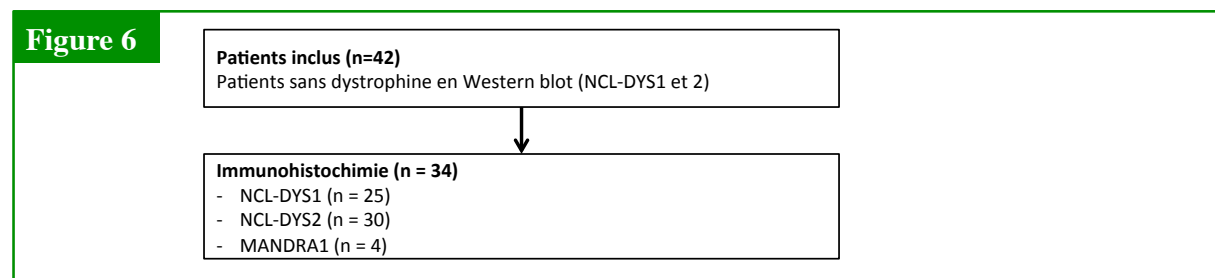 Figure 6
Patients inclus (n=42)
Patients sans dystrophine en Western blot (NCL-DYS1 et 2)
Immunohistochimie (n = 34)
- NCL-DYS1 (n = 25)
- NCL-DYS2 (n = 30)
- MANDRA1 (n = 4)